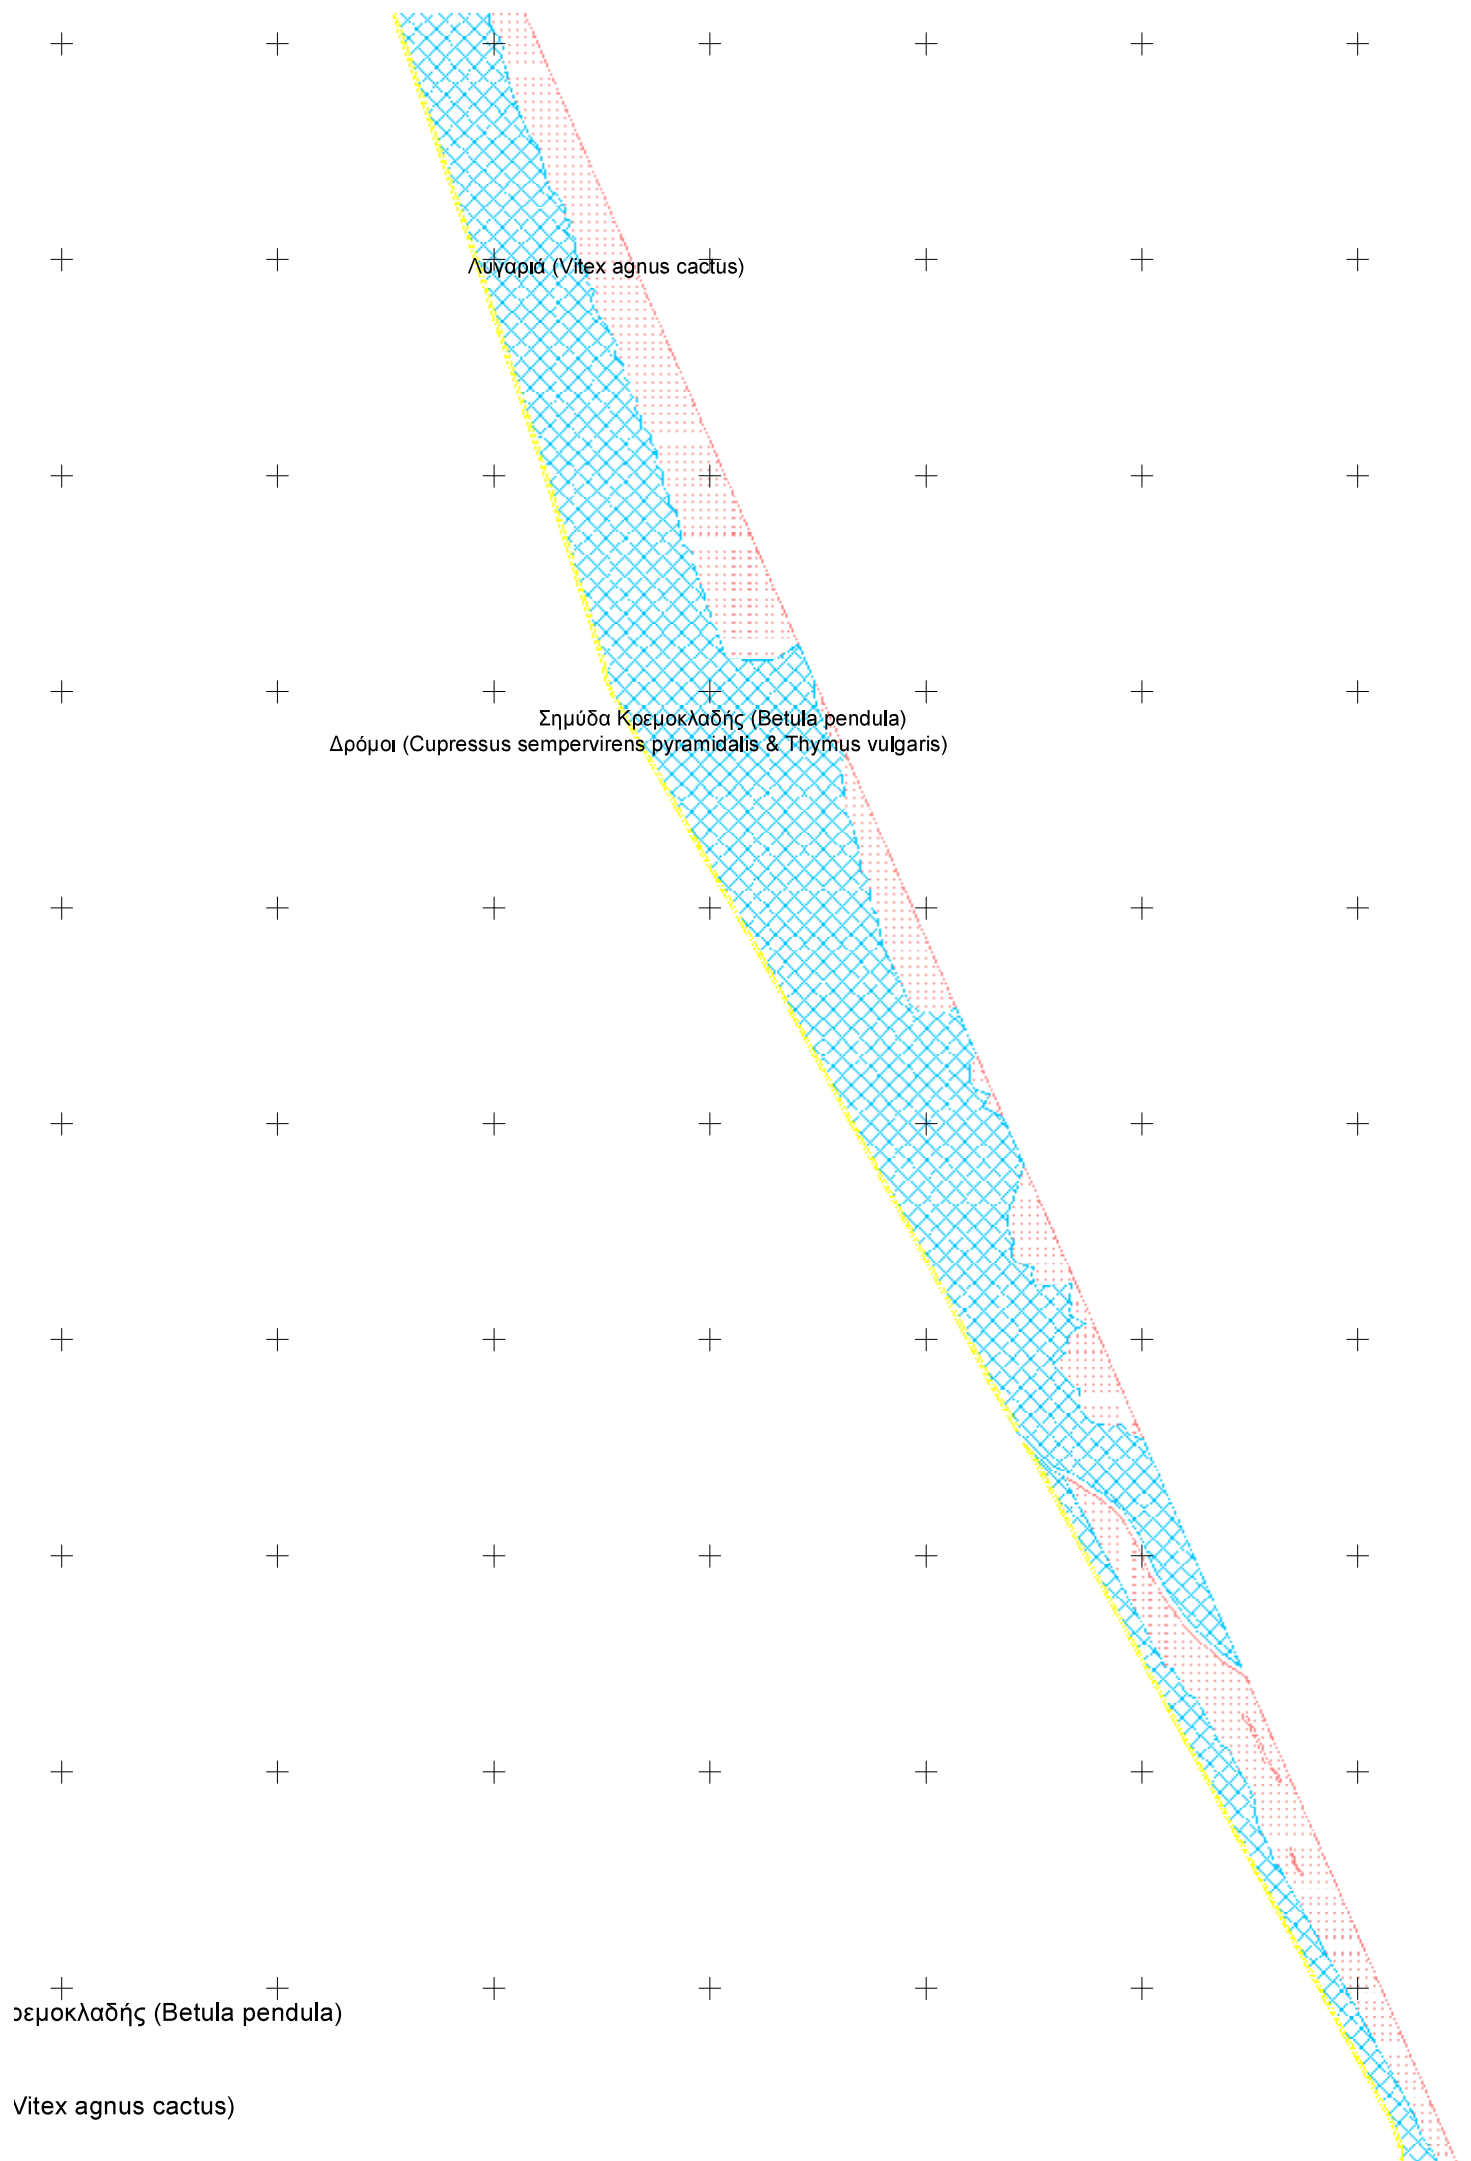 Λυγαριά (Vitex agnus cactus)
Σημύδα Κρεμοκλαδής (Betula pendula)
Δρόμοι (Cupressus sempervirens pyramidalis & Thymus vulgaris)
ρεμοκλαδής (Betula pendula)
Vitex agnus cactus)